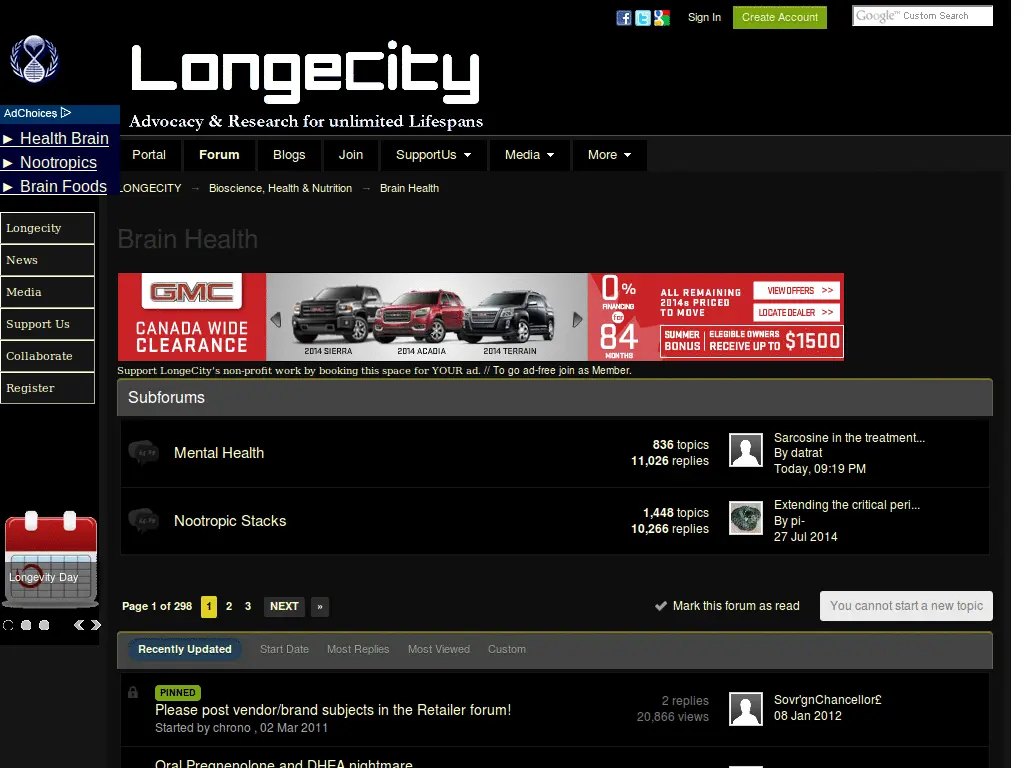 Sign In
Create Account
Google™ Custom Search
LongeCity
Advocacy & Research for unlimited Lifespans
AdChoices
► Health Brain
► Nootropics
► Brain Foods
Portal
Forum
Blogs
Join
SupportUs
Media
More
LONGECITY → Bioscience, Health & Nutrition → Brain Health
Longecity
News
Media
Support Us
Collaborate
Register
Brain Health
GMC
CANADA WIDE
CLEARANCE
2014 SIERRA
2014 ACADIA
2014 TERRAIN
0%
FINANCING
for
84
MONTHS
ALL REMAINING
2014s PRICED
TO MOVE
VIEW OFFERS >>
LOCATE DEALER >>
SUMMER
BONUS
ELIGIBLE OWNERS
RECEIVE UP TO
$1500
Support LongeCity's non-profit work by booking this space for YOUR ad. // To go ad-free join as Member.
Subforums
Mental Health
836 topics
11,026 replies
Sarcosine in the treatment...
By datrat
Today, 09:19 PM
Nootropic Stacks
1,448 topics
10,266 replies
Extending the critical peri...
By pi-
27 Jul 2014
Longevity Day
Page 1 of 298 1 2 3 NEXT »
Mark this forum as read
You cannot start a new topic
Recently Updated
Start Date
Most Replies
Most Viewed
Custom
PINNED
Please post vendor/brand subjects in the Retailer forum!
Started by chrono , 02 Mar 2011
2 replies
20,866 views
Sovr'gnChancellor£
08 Jan 2012
Oral Pregnenolone and DHEA nightmare